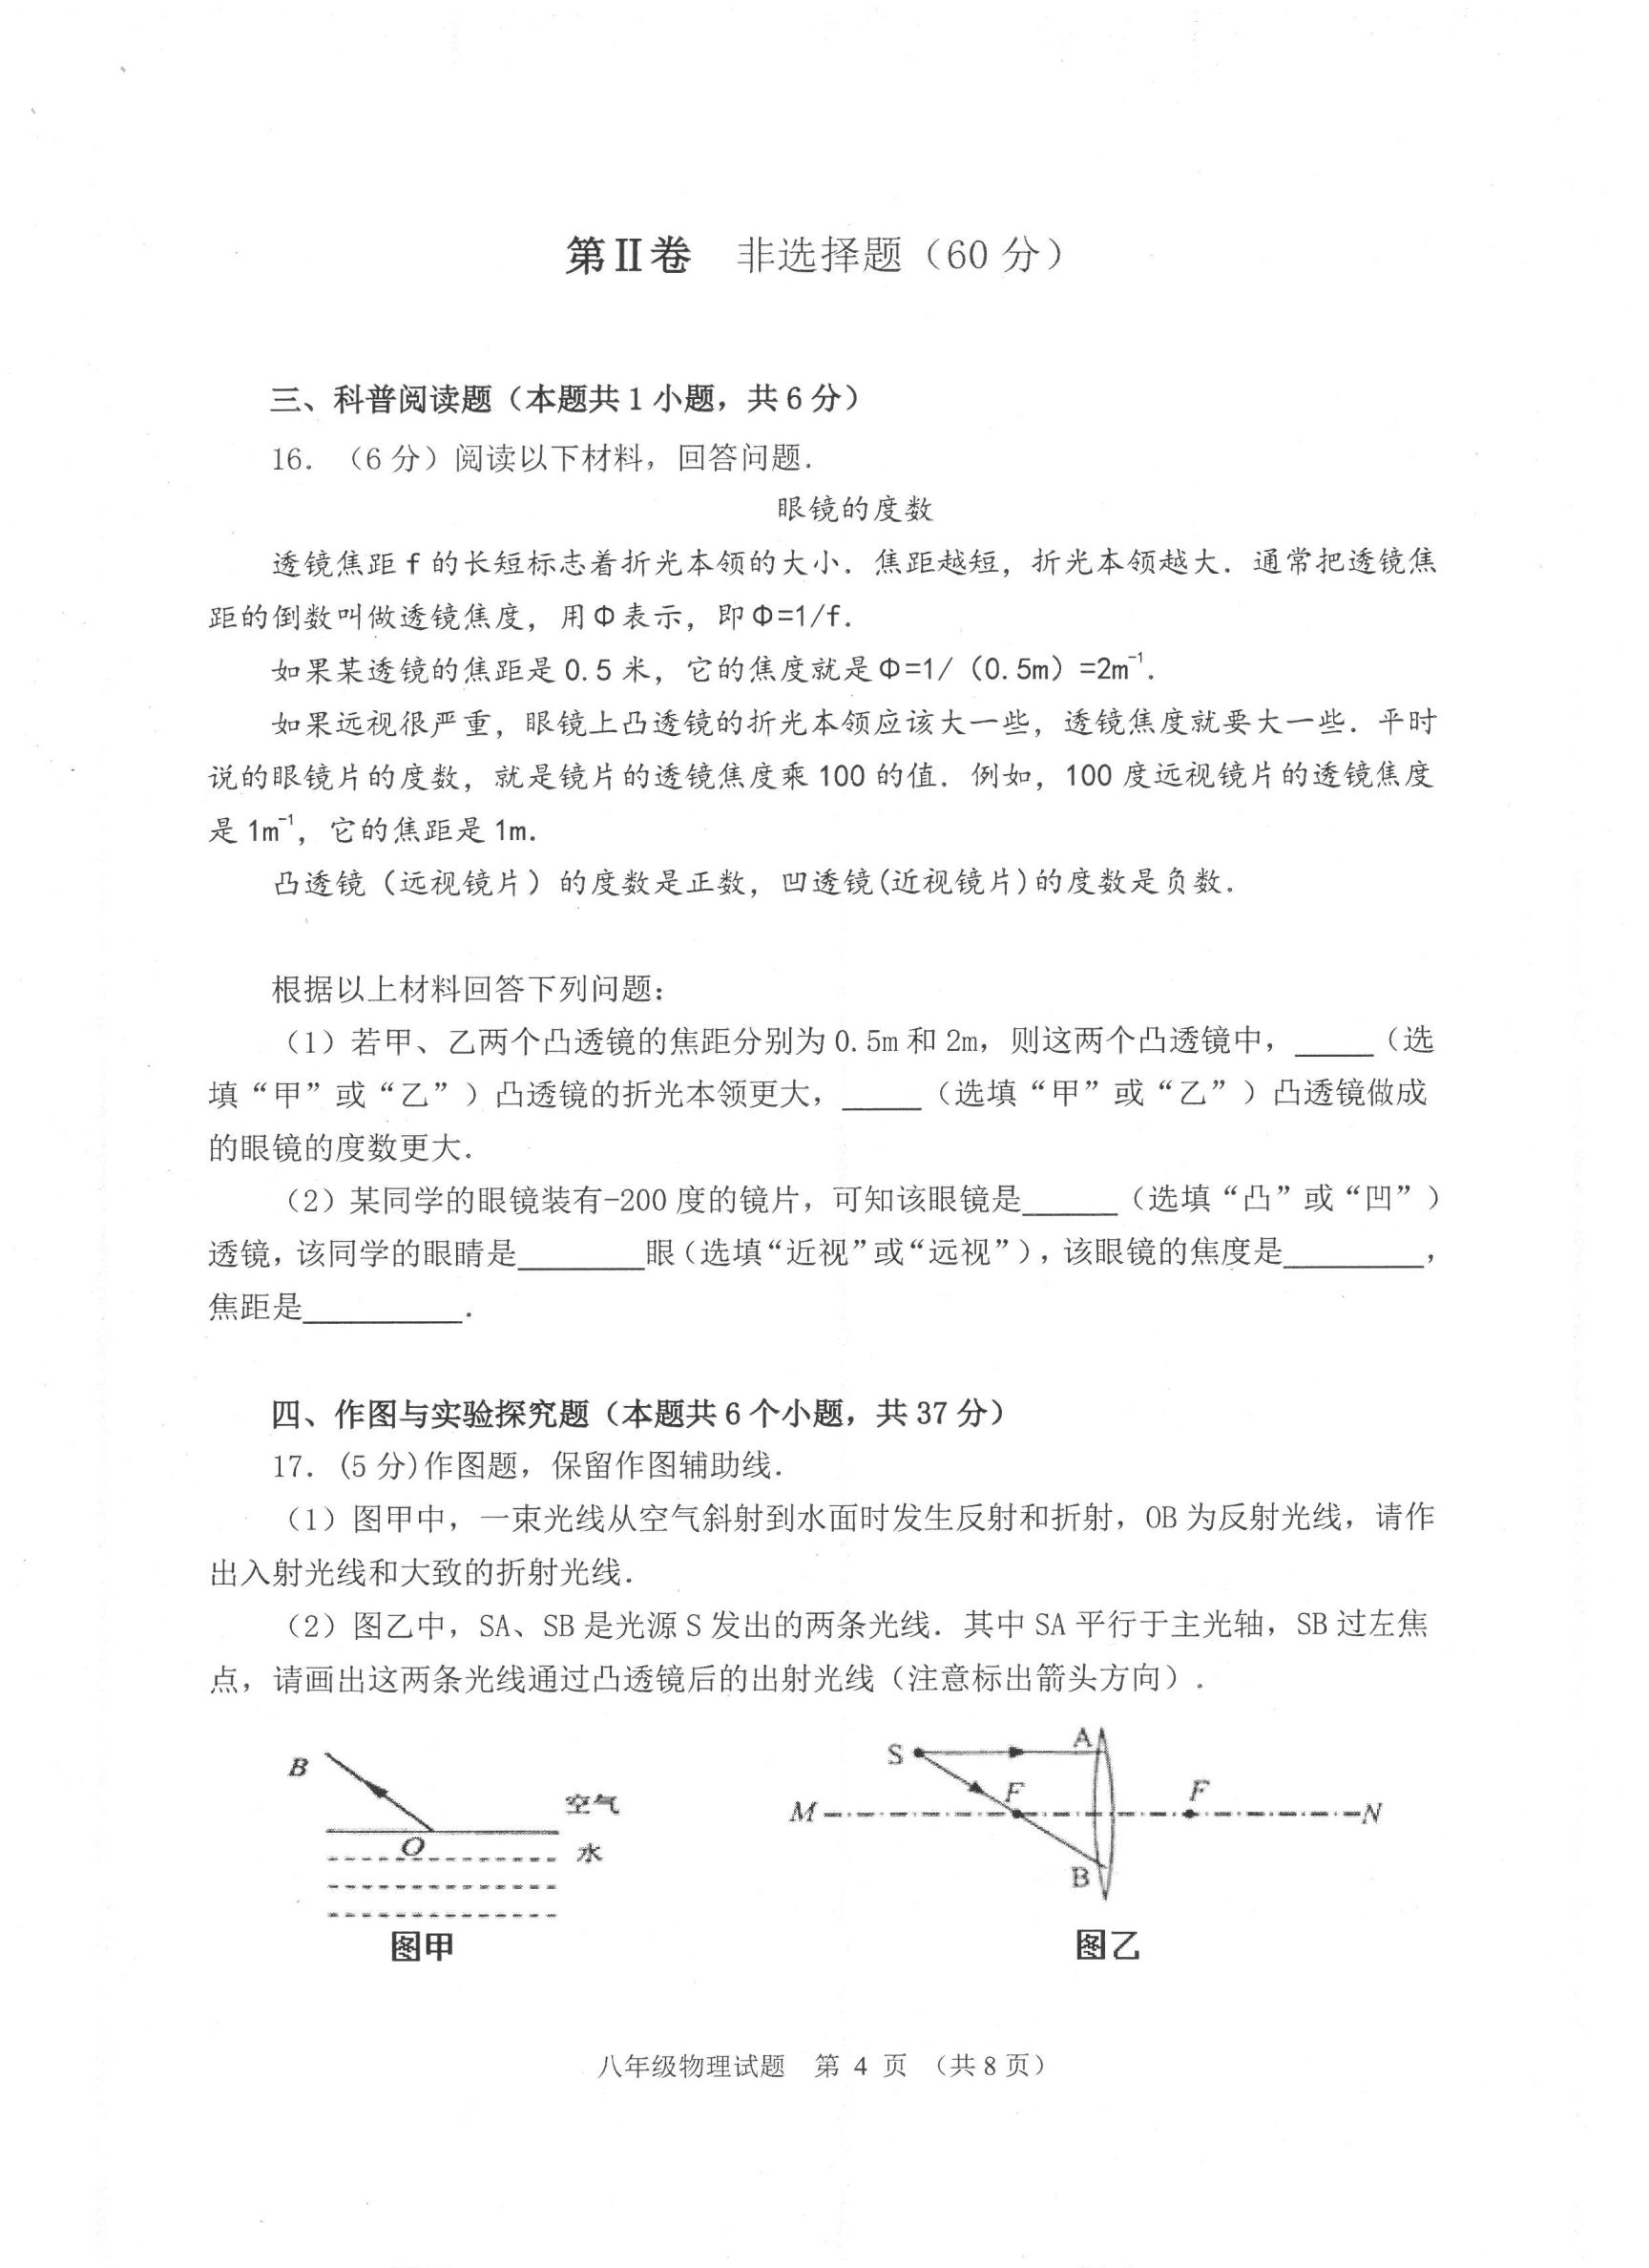 第Ⅱ卷 非选择题（60 分）
三、科普阅读题（本题共 1 小题，共 6 分）
16. （6 分）阅读以下材料，回答问题．
眼镜的度数
透镜焦距 f 的长短标志着折光本领的大小．焦距越短，折光本领越大．通常把透镜焦
距的倒数叫做透镜焦度，用Φ表示，即Φ=1/f．
如果某透镜的焦距是 0.5 米，它的焦度就是Φ=1/（0.5m）=2m⁻¹．
如果远视很严重，眼镜上凸透镜的折光本领应该大一些，透镜焦度就要大一些．平时
说的眼镜片的度数，就是镜片的透镜焦度乘 100 的值．例如，100 度远视镜片的透镜焦度
是 1m⁻¹，它的焦距是 1m．
凸透镜（远视镜片）的度数是正数，凹透镜(近视镜片)的度数是负数．
根据以上材料回答下列问题：
（1）若甲、乙两个凸透镜的焦距分别为 0.5m 和 2m，则这两个凸透镜中，_____（选
填“甲”或“乙”）凸透镜的折光本领更大，_____（选填“甲”或“乙”）凸透镜做成
的眼镜的度数更大．
（2）某同学的眼镜装有-200 度的镜片，可知该眼镜是______（选填“凸”或“凹”）
透镜，该同学的眼睛是________眼（选填“近视”或“远视”），该眼镜的焦度是_________，
焦距是__________．
四、作图与实验探究题（本题共 6 个小题，共 37 分）
17. (5 分)作图题，保留作图辅助线．
（1）图甲中，一束光线从空气斜射到水面时发生反射和折射，OB 为反射光线，请作
出入射光线和大致的折射光线．
（2）图乙中，SA、SB 是光源 S 发出的两条光线．其中 SA 平行于主光轴，SB 过左焦
点，请画出这两条光线通过凸透镜后的出射光线（注意标出箭头方向）．
B
空气
O
水
图甲
S
A
F
F
M
N
B
图乙
八年级物理试题 第 4 页 （共 8 页）